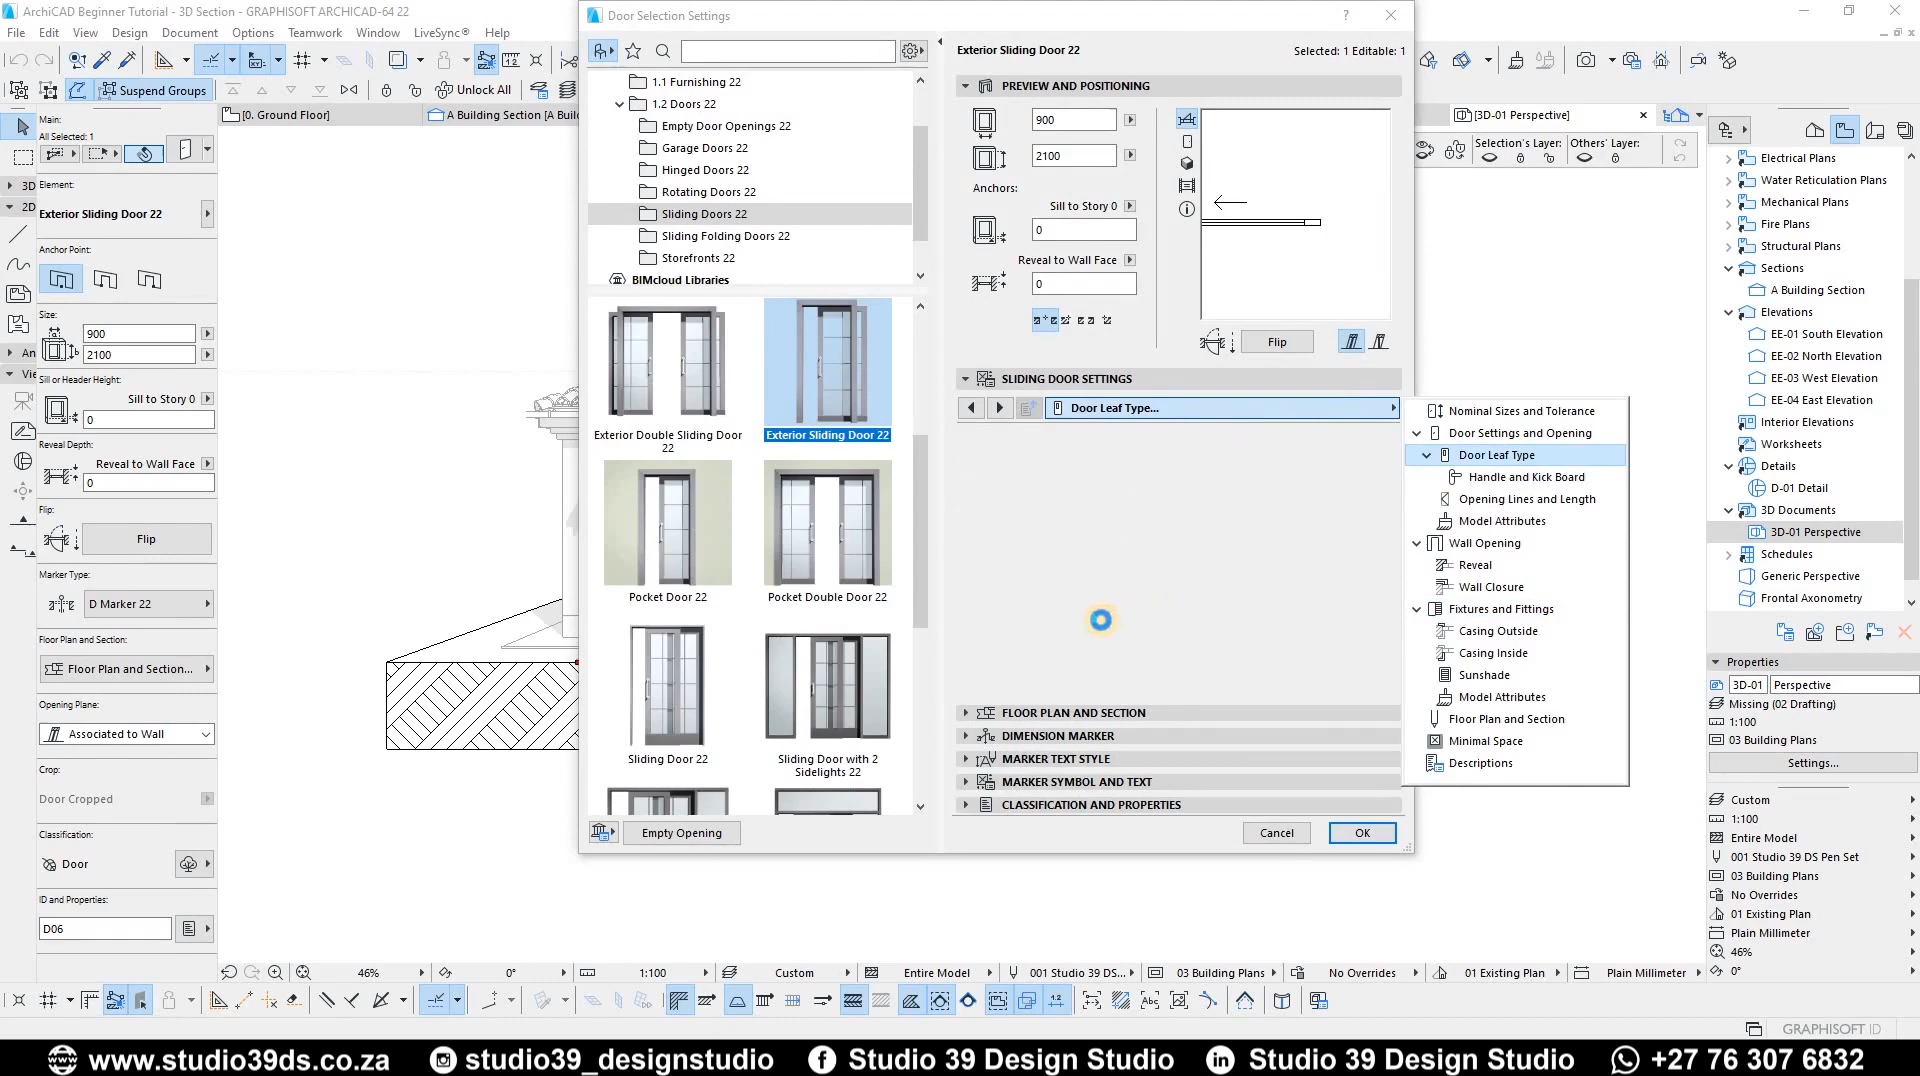 ArchiCAD Beginner Tutorial - 3D Section - GRAPHISOFT ARCHICAD-64 22
File Edit View Design Document Options Teamwork Window LiveSync® Help
Suspend Groups
Unlock All
[0. Ground Floor]
A Building Section [A Buil
[3D-01 Perspective]
Selection's Layer:
Others' Layer:
Main:
All Selected: 1
3D
2D
Element:
Exterior Sliding Door 22
Anchor Point:
Size:
900
2100
An
Vie
Sill or Header Height:
Sill to Story 0
0
Reveal Depth:
Reveal to Wall Face
0
Flip:
Flip
Marker Type:
D Marker 22
Floor Plan and Section:
Floor Plan and Section...
Opening Plane:
Associated to Wall
Crop:
Door Cropped
Classification:
Door
ID and Properties:
D06
Door Selection Settings
?
1.1 Furnishing 22
1.2 Doors 22
Empty Door Openings 22
Garage Doors 22
Hinged Doors 22
Rotating Doors 22
Sliding Doors 22
Sliding Folding Doors 22
Storefronts 22
BIMcloud Libraries
Exterior Double Sliding Door 22
Exterior Sliding Door 22
Pocket Door 22
Pocket Double Door 22
Sliding Door 22
Sliding Door with 2 Sidelights 22
Empty Opening
Exterior Sliding Door 22
Selected: 1 Editable: 1
PREVIEW AND POSITIONING
900
2100
Anchors:
Sill to Story 0
0
Reveal to Wall Face
0
Flip
SLIDING DOOR SETTINGS
Door Leaf Type...
FLOOR PLAN AND SECTION
DIMENSION MARKER
MARKER TEXT STYLE
MARKER SYMBOL AND TEXT
CLASSIFICATION AND PROPERTIES
Cancel
OK
Nominal Sizes and Tolerance
Door Settings and Opening
Door Leaf Type
Handle and Kick Board
Opening Lines and Length
Model Attributes
Wall Opening
Reveal
Wall Closure
Fixtures and Fittings
Casing Outside
Casing Inside
Sunshade
Model Attributes
Floor Plan and Section
Minimal Space
Descriptions
Electrical Plans
Water Reticulation Plans
Mechanical Plans
Fire Plans
Structural Plans
Sections
A Building Section
Elevations
EE-01 South Elevation
EE-02 North Elevation
EE-03 West Elevation
EE-04 East Elevation
Interior Elevations
Worksheets
Details
D-01 Detail
3D Documents
3D-01 Perspective
Schedules
Generic Perspective
Frontal Axonometry
Properties
3D-01 Perspective
Missing (02 Drafting)
1:100
03 Building Plans
Settings...
Custom
1:100
Entire Model
001 Studio 39 DS Pen Set
03 Building Plans
No Overrides
01 Existing Plan
Plain Millimeter
46%
0°
46% 0° 1:100 Custom Entire Model 001 Studio 39 DS... 03 Building Plans No Overrides 01 Existing Plan Plain Millimeter
GRAPHISOFT ID
www.studio39ds.co.za studio39_designstudio Studio 39 Design Studio Studio 39 Design Studio +27 76 307 6832